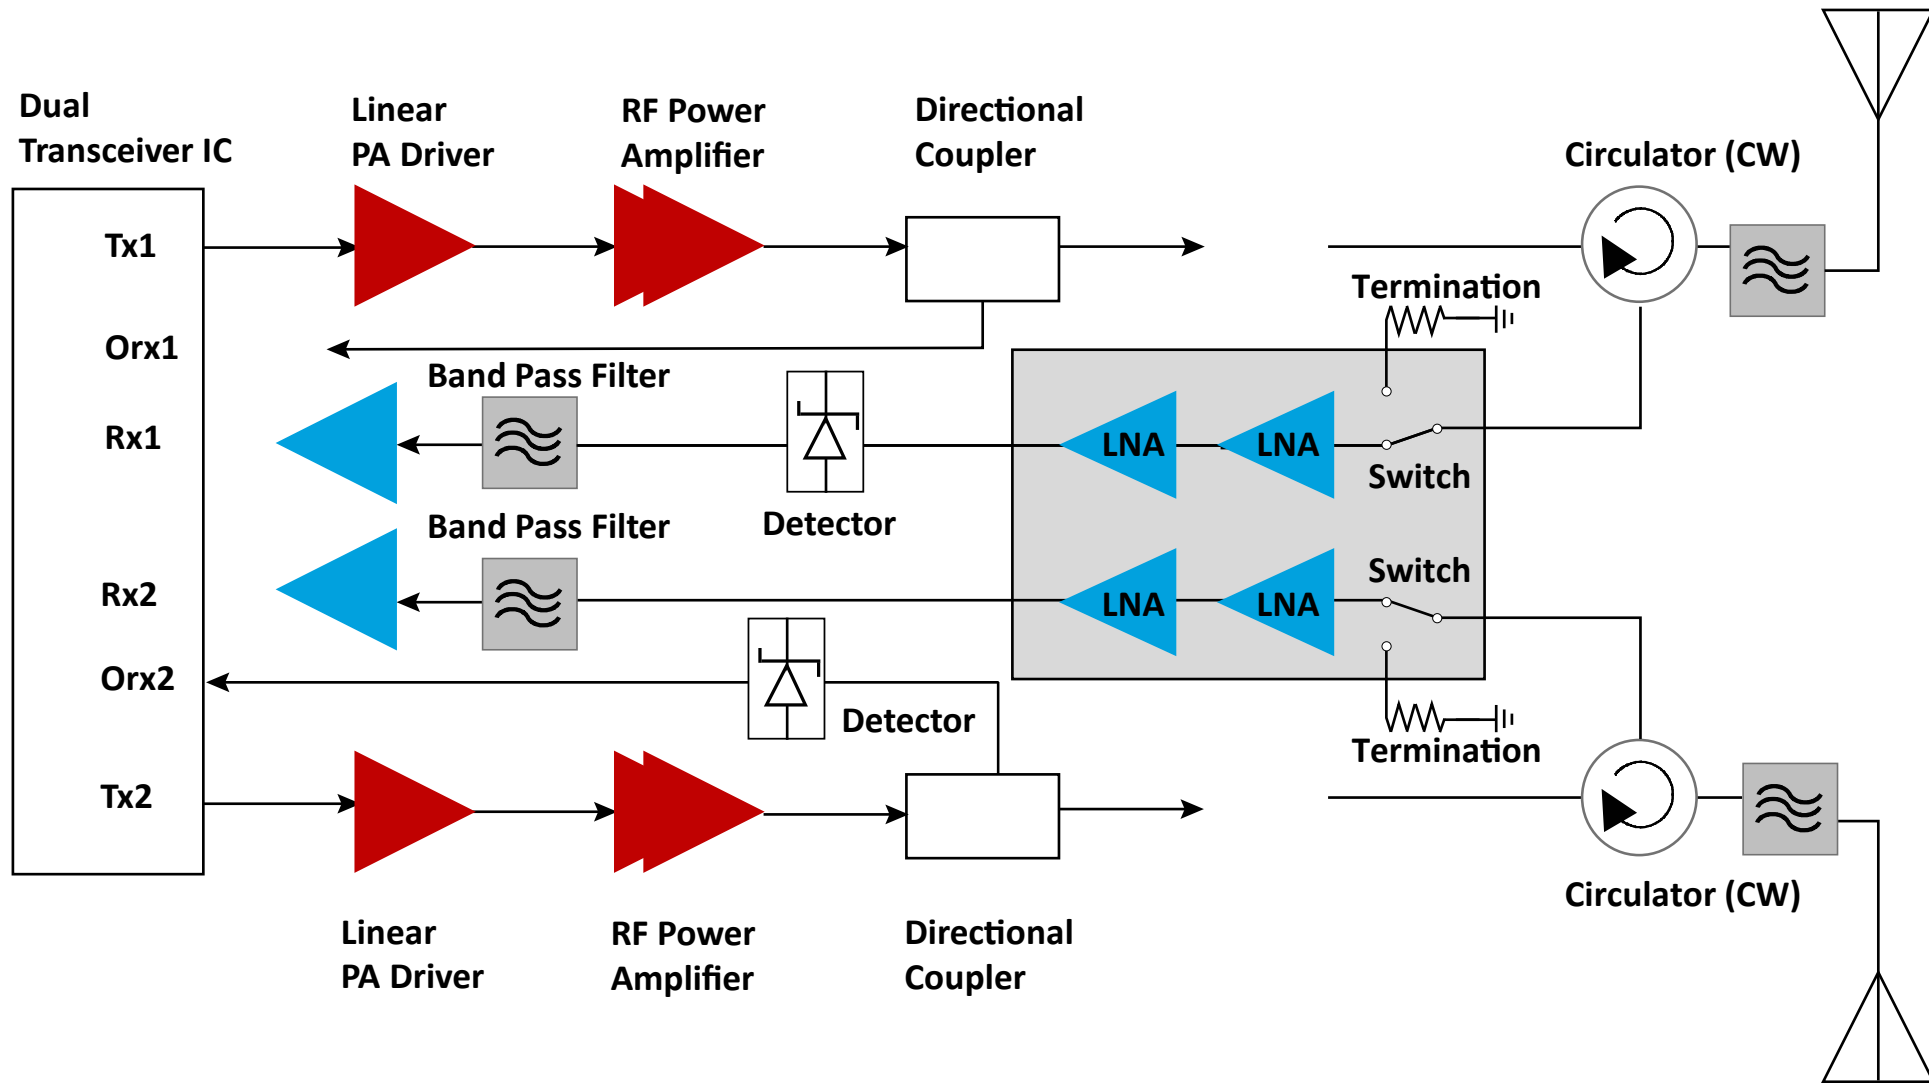 Dual
Transceiver IC
Linear
PA Driver
RF Power
Amplifier
Directional
Coupler
Circulator (CW)
Tx1
Termination
Orx1
Band Pass Filter
Rx1
LNA
LNA
Switch
Detector
Band Pass Filter
Switch
Rx2
LNA
LNA
Orx2
Detector
Termination
Tx2
Circulator (CW)
Linear
PA Driver
RF Power
Amplifier
Directional
Coupler